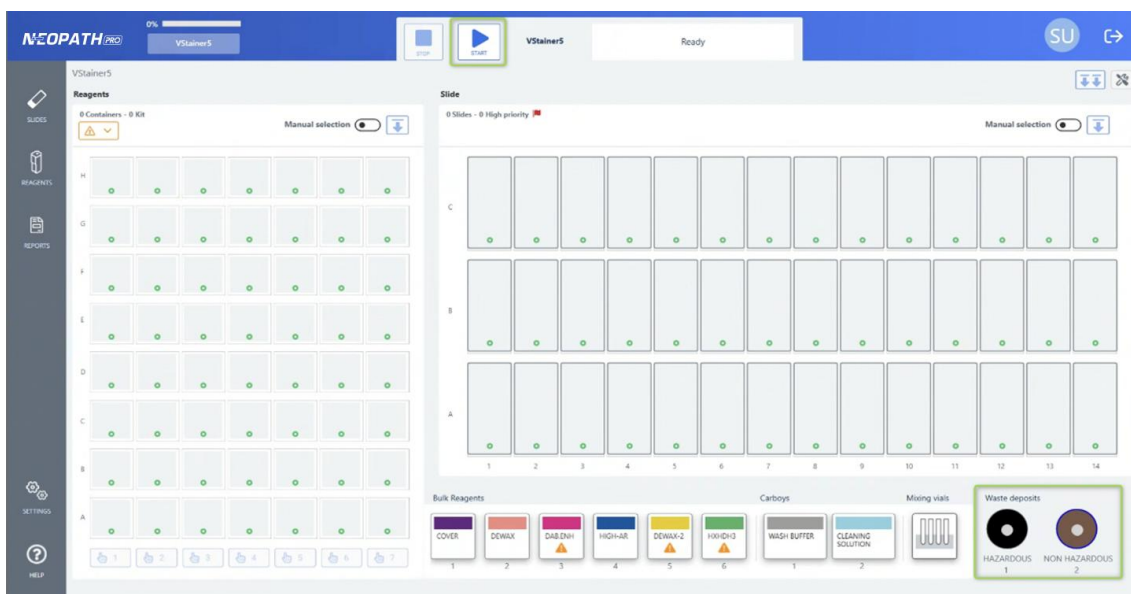 NEOPATH PRO
0%
VStainer5
STOP
START
VStainer5
Ready
SU
VStainer5
Reagents
0 Containers - 0 Kit
Manual selection
Slide
0 Slides - 0 High priority
Manual selection
SLIDES
REAGENTS
REPORTS
SETTINGS
HELP
H
G
F
E
D
C
B
A
1 2 3 4 5 6 7
C
B
A
1 2 3 4 5 6 7 8 9 10 11 12 13 14
Bulk Reagents
COVER
DEWAX
DAB.ENH
HIGH-AR
DEWAX-2
1 2 3 4 5 6
Carboys
WASH BUFFER
CLEANING
SOLUTION
1 2
Mixing vials
Waste deposits
HAZARDOUS
1
NON HAZARDOUS
2